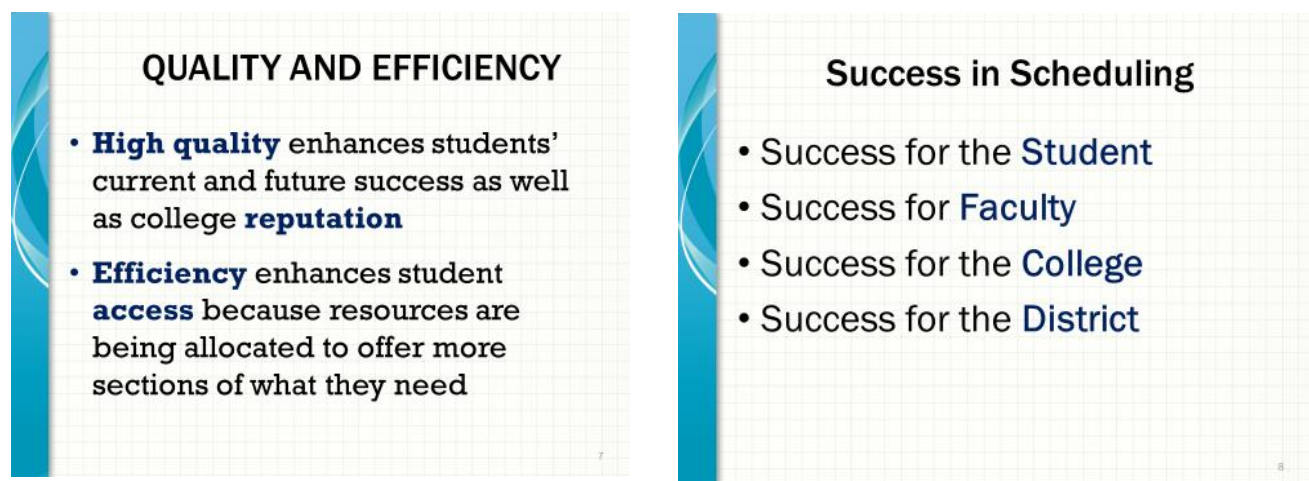 QUALITY AND EFFICIENCY
• High quality enhances students’
current and future success as well
as college reputation
• Efficiency enhances student
access because resources are
being allocated to offer more
sections of what they need
7
Success in Scheduling
• Success for the Student
• Success for Faculty
• Success for the College
• Success for the District
8